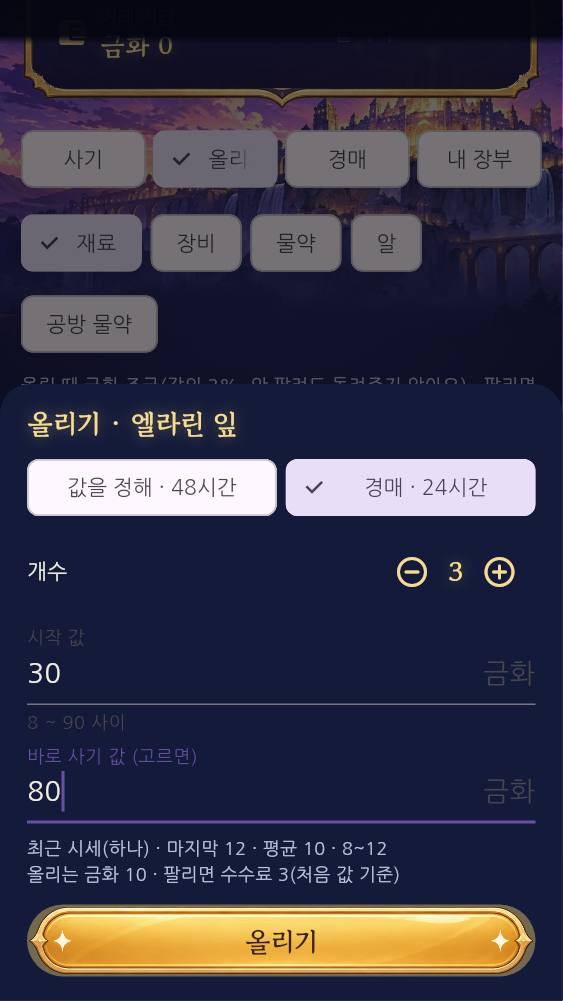 금화 0
사기
올리
경매
내 장부
재료
장비
물약
알
공방 물약
올리기 · 엘라린 잎
값을 정해 · 48시간
경매 · 24시간
개수
3
시작 값
30 금화
8 ~ 90 사이
바로 사기 값 (고르면)
80 금화
최근 시세(하나) · 마지막 12 · 평균 10 · 8~12
올리는 금화 10 · 팔리면 수수료 3(처음 값 기준)
올리기